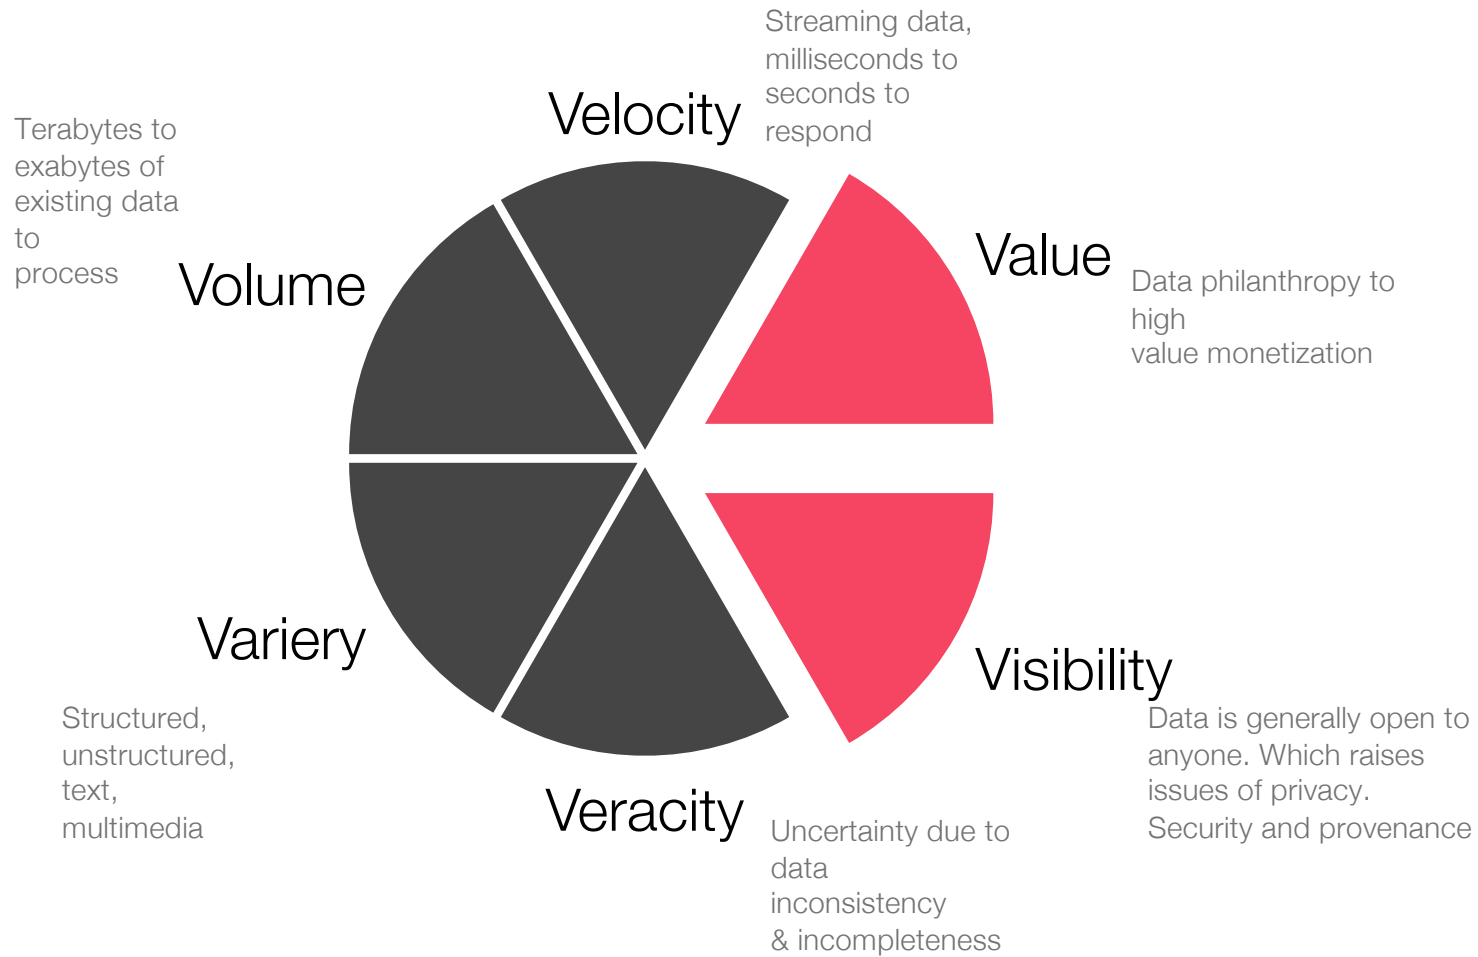 Velocity
Streaming data,
milliseconds to
seconds to
respond
Value
Data philanthropy to
high
value monetization
Visibility
Data is generally open to
anyone. Which raises
issues of privacy.
Security and provenance
Veracity
Uncertainty due to
data
inconsistency
& incompleteness
Variery
Structured,
unstructured,
text,
multimedia
Volume
Terabytes to
exabytes of
existing data
to
process